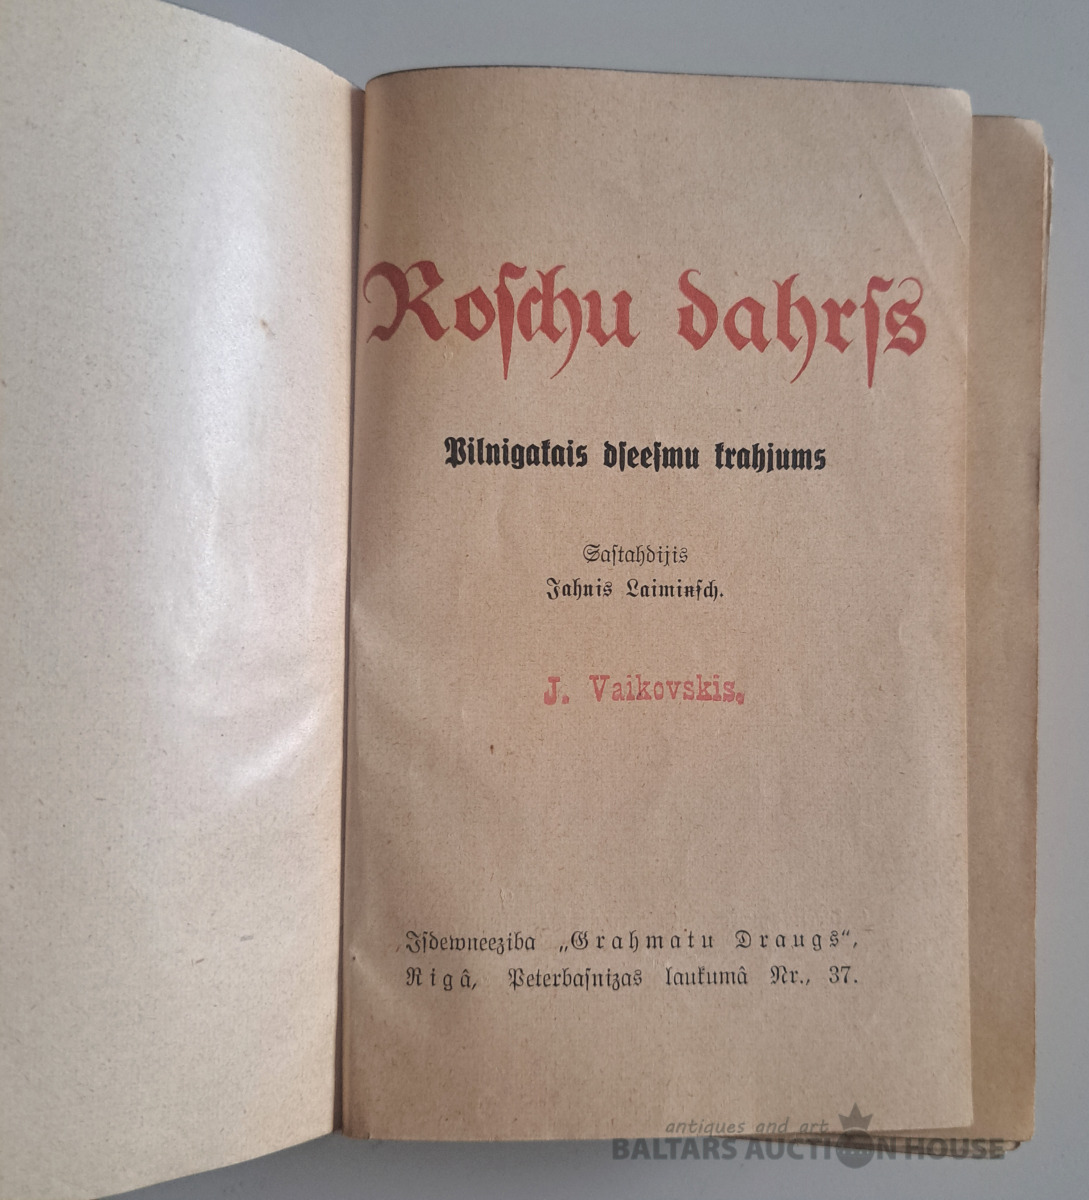 Roſchu dahrſs
Pilnigakais dſeeſmu krahjums
Saſtahdijis
Jahnis Laiminſch.
J. Vaikovskis.
Iſdewneeziba „Grahmatu Draugs“,
Rigâ, Peterbaſnizas laukumâ Nr., 37.
antiques and art
BALTARS AUCTION HOUSE